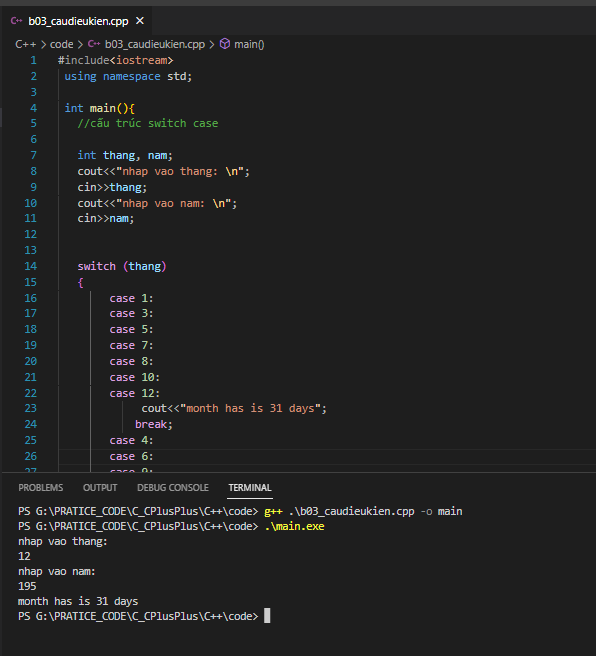 C++ b03_caudieukien.cpp ×
C++ > code > C++ b03_caudieukien.cpp > main()
1 #include<iostream>
2 using namespace std;
3
4 int main(){
5 //cấu trúc switch case
6
7 int thang, nam;
8 cout<<"nhap vao thang: \n";
9 cin>>thang;
10 cout<<"nhap vao nam: \n";
11 cin>>nam;
12
13
14 switch (thang)
15 {
16 case 1:
17 case 3:
18 case 5:
19 case 7:
20 case 8:
21 case 10:
22 case 12:
23 cout<<"month has is 31 days";
24 break;
25 case 4:
26 case 6:
27 case 9:
PROBLEMS OUTPUT DEBUG CONSOLE TERMINAL
PS G:\PRATICE_CODE\C_CPlusPlus\C++\code> g++ .\b03_caudieukien.cpp -o main
PS G:\PRATICE_CODE\C_CPlusPlus\C++\code> .\main.exe
nhap vao thang:
12
nhap vao nam:
195
month has is 31 days
PS G:\PRATICE_CODE\C_CPlusPlus\C++\code>